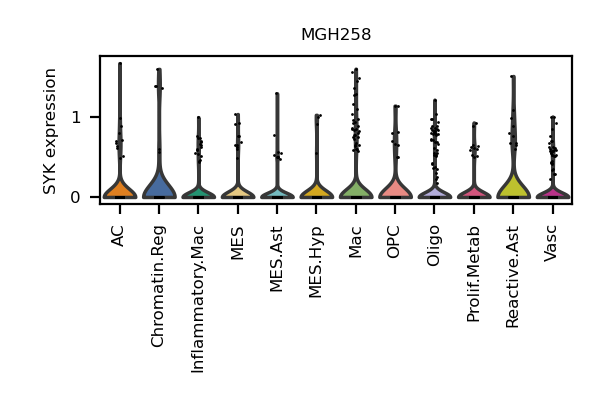 MGH258
SYK expression
1
0
AC
Chromatin.Reg
Inflammatory.Mac
MES
MES.Ast
MES.Hyp
Mac
OPC
Oligo
Prolif.Metab
Reactive.Ast
Vasc